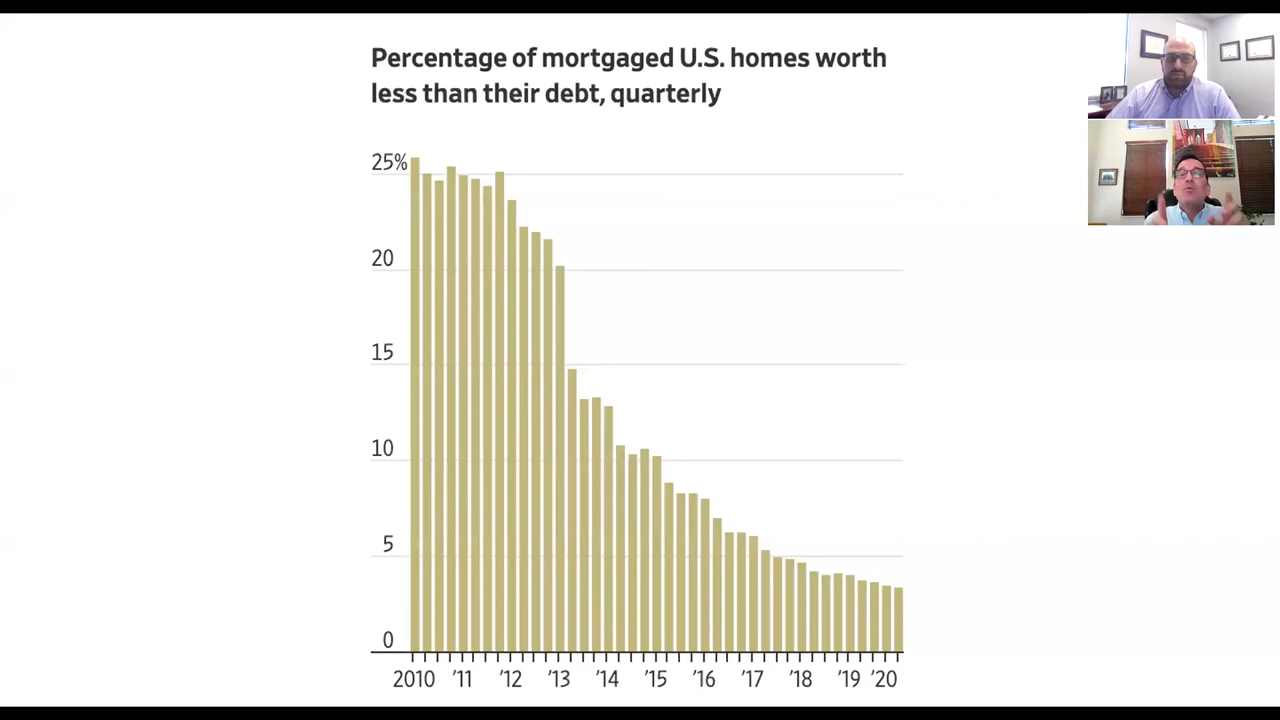 Percentage of mortgaged U.S. homes worth
less than their debt, quarterly
25%
20
15
10
5
0
2010 ’11 ’12 ’13 ’14 ’15 ’16 ’17 ’18 ’19 ’20